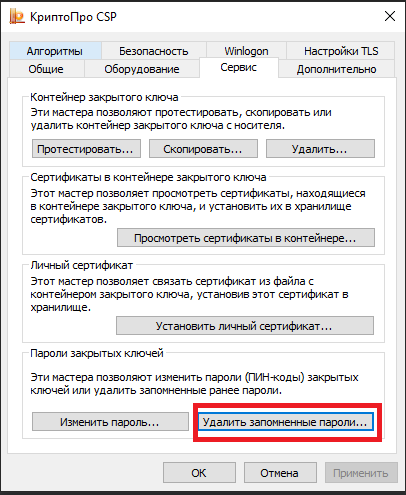 КриптоПро CSP
Алгоритмы Безопасность Winlogon Настройки TLS
Общие Оборудование Сервис Дополнительно
Контейнер закрытого ключа
Эти мастера позволяют протестировать, скопировать или
удалить контейнер закрытого ключа с носителя.
Протестировать... Скопировать... Удалить...
Сертификаты в контейнере закрытого ключа
Этот мастер позволяет просмотреть сертификаты, находящиеся
в контейнере закрытого ключа, и установить их в хранилище
сертификатов.
Просмотреть сертификаты в контейнере...
Личный сертификат
Этот мастер позволяет связать сертификат из файла с
контейнером закрытого ключа, установив этот сертификат в
хранилище.
Установить личный сертификат...
Пароли закрытых ключей
Эти мастера позволяют изменить пароли (ПИН-коды) закрытых
ключей или удалить запомненные ранее пароли.
Изменить пароль... Удалить запомненные пароли...
ОК Отмена Применить